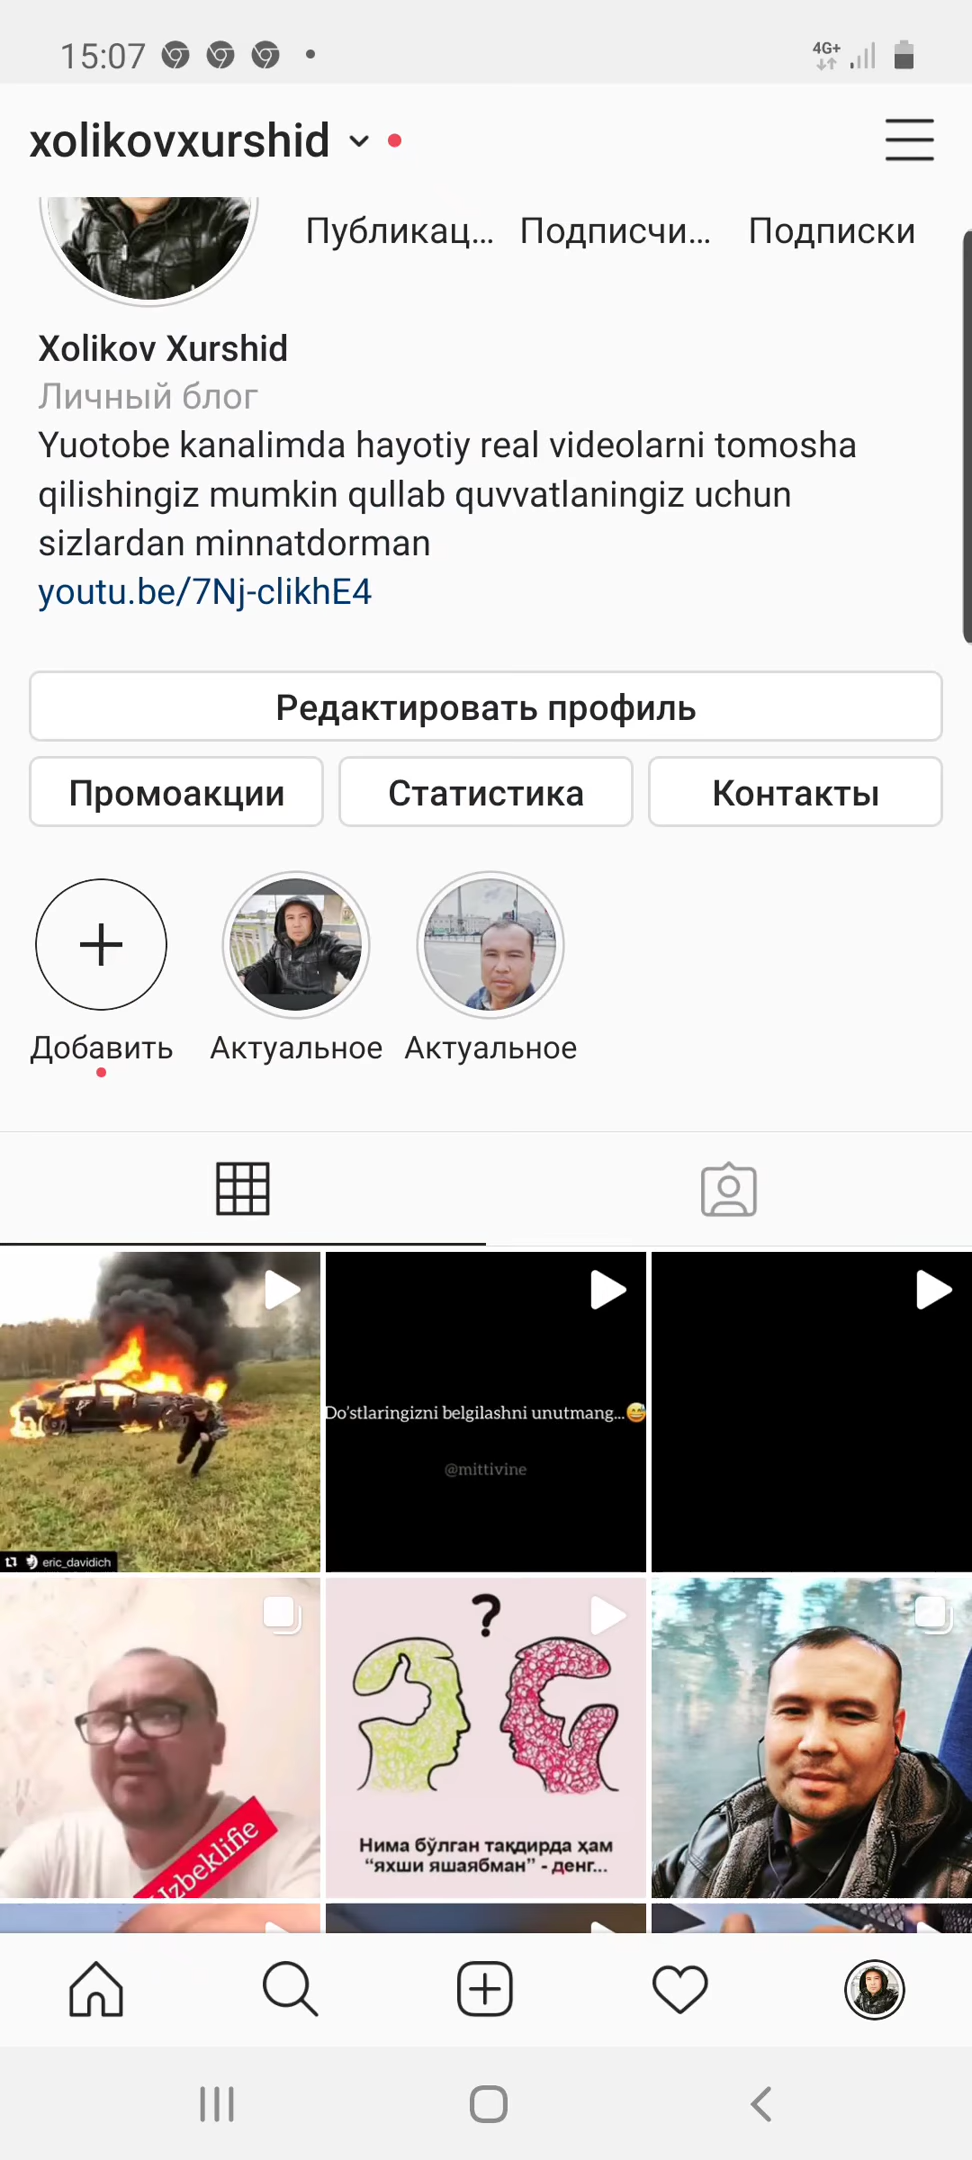 15:07
4G+
xolikovxurshid
Публикац... Подписчи... Подписки
Xolikov Xurshid
Личный блог
Yuotobe kanalimda hayotiy real videolarni tomosha
qilishingiz mumkin qullab quvvatlaningiz uchun
sizlardan minnatdorman
youtu.be/7Nj-clikhE4
Редактировать профиль
Промоакции Статистика Контакты
Добавить Актуальное Актуальное
Do'stlaringizni belgilashni unutmang...😅
@mittivine
eric_davidich
?
Uzbeklifie
Нима бўлган тақдирда ҳам
“яхши яшаябман” - денг...